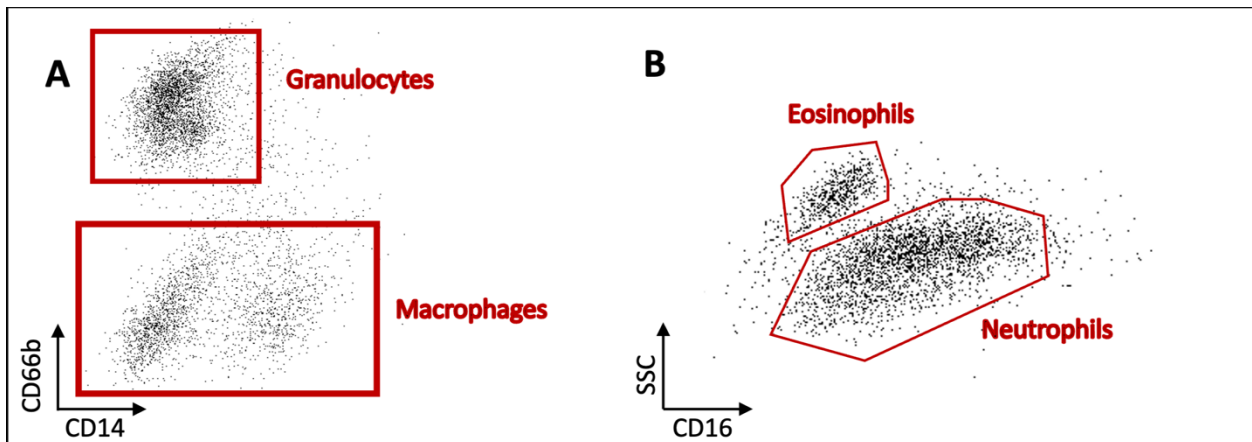 A
Granulocytes
Macrophages
CD66b
CD14
B
Eosinophils
Neutrophils
SSC
CD16